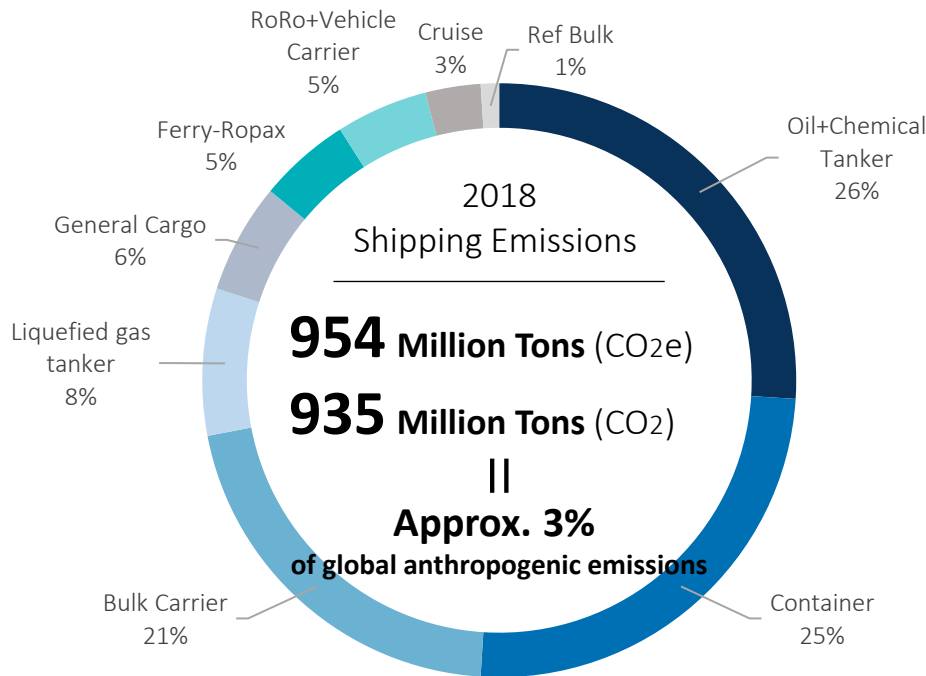 RoRo+Vehicle
Carrier
5%
Cruise
3%
Ref Bulk
1%
Oil+Chemical
Tanker
26%
Ferry-Ropax
5%
General Cargo
6%
Liquefied gas
tanker
8%
Bulk Carrier
21%
Container
25%
2018
Shipping Emissions
954 Million Tons (CO2e)
935 Million Tons (CO2)
=
Approx. 3%
of global anthropogenic emissions